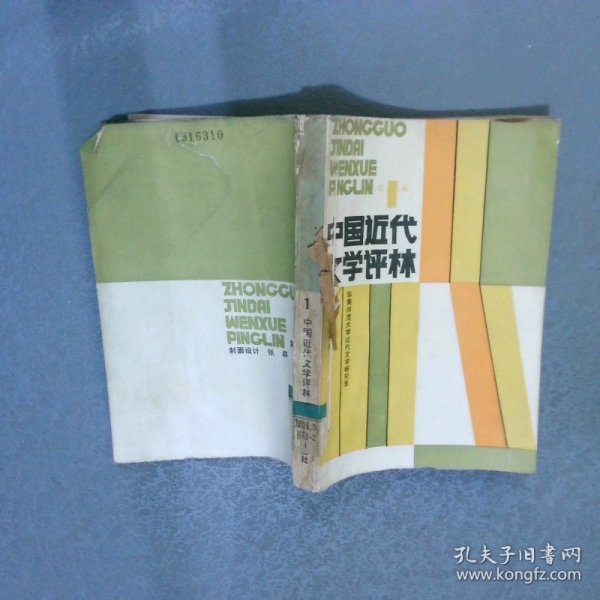 1316310
ZHONGGUO
JINDAI
WENXUE
PINGLIN
封面设计 张森
1
中国近代文学评林
社
ZHONGGUO
JINDAI
WENXUE
PINGLIN
1
中国近代
文学评林
华南师范大学近代文学研究室
孔夫子旧书网
www.kongfz.com